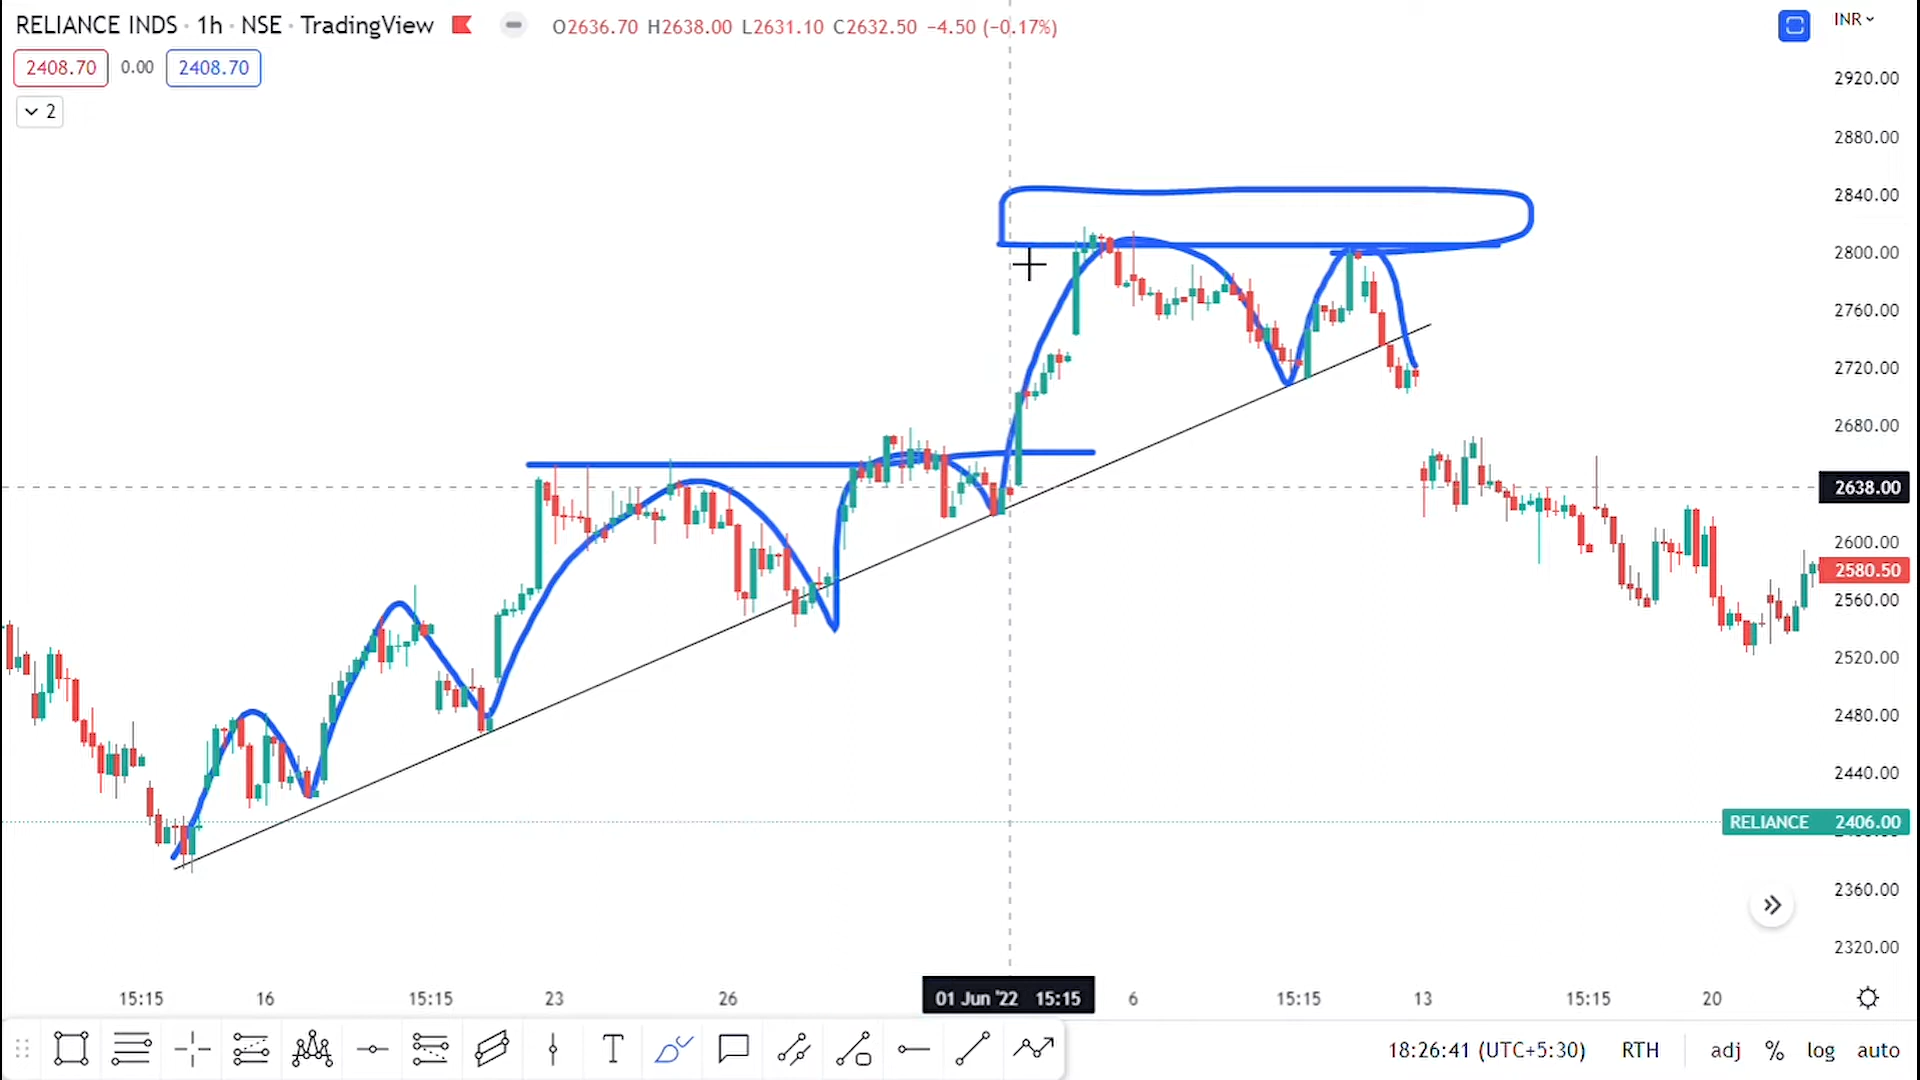 RELIANCE INDS · 1h · NSE · TradingView
O2636.70 H2638.00 L2631.10 C2632.50 −4.50 (−0.17%)
INR
2408.70 0.00 2408.70
2
2920.00
2880.00
2840.00
2800.00
2760.00
2720.00
2680.00
2638.00
2600.00
2580.50
2560.00
2520.00
2480.00
2440.00
RELIANCE 2406.00
2360.00
2320.00
15:15 16 15:15 23 26 01 Jun '22 15:15 6 15:15 13 15:15 20
T
18:26:41 (UTC+5:30) RTH adj % log auto